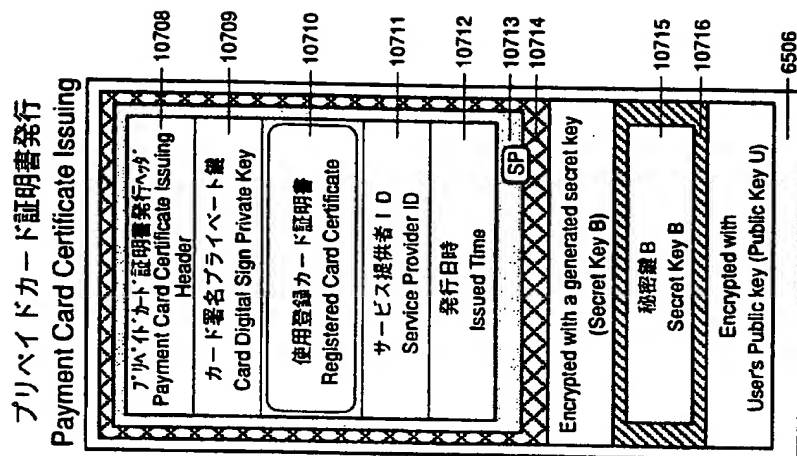 プリペイドカード証明書発行
Payment Card Certificate Issuing
プリペイドカード証明書発行ヘッダ
Payment Card Certificate Issuing
Header
10708
カード署名プライベート鍵
Card Digital Sign Private Key
10709
使用登録カード証明書
Registered Card Certificate
10710
サービス提供者ID
Service Provider ID
10711
発行日時
Issued Time
10712
SP
10713
10714
Encrypted with a generated secret key
(Secret Key B)
秘密鍵 B
Secret Key B
10715
10716
Encrypted with
User's Public key (Public Key U)
6506